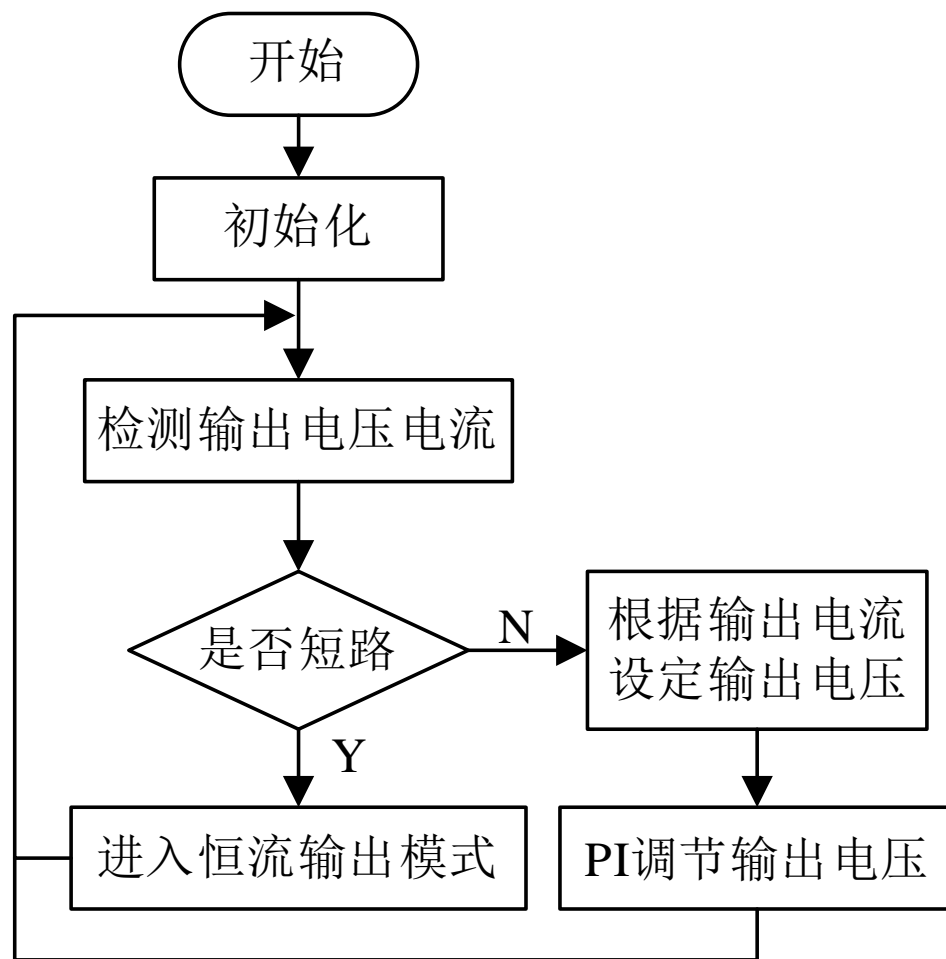 开始
初始化
检测输出电压电流
是否短路
N
根据输出电流
设定输出电压
Y
进入恒流输出模式
PI调节输出电压